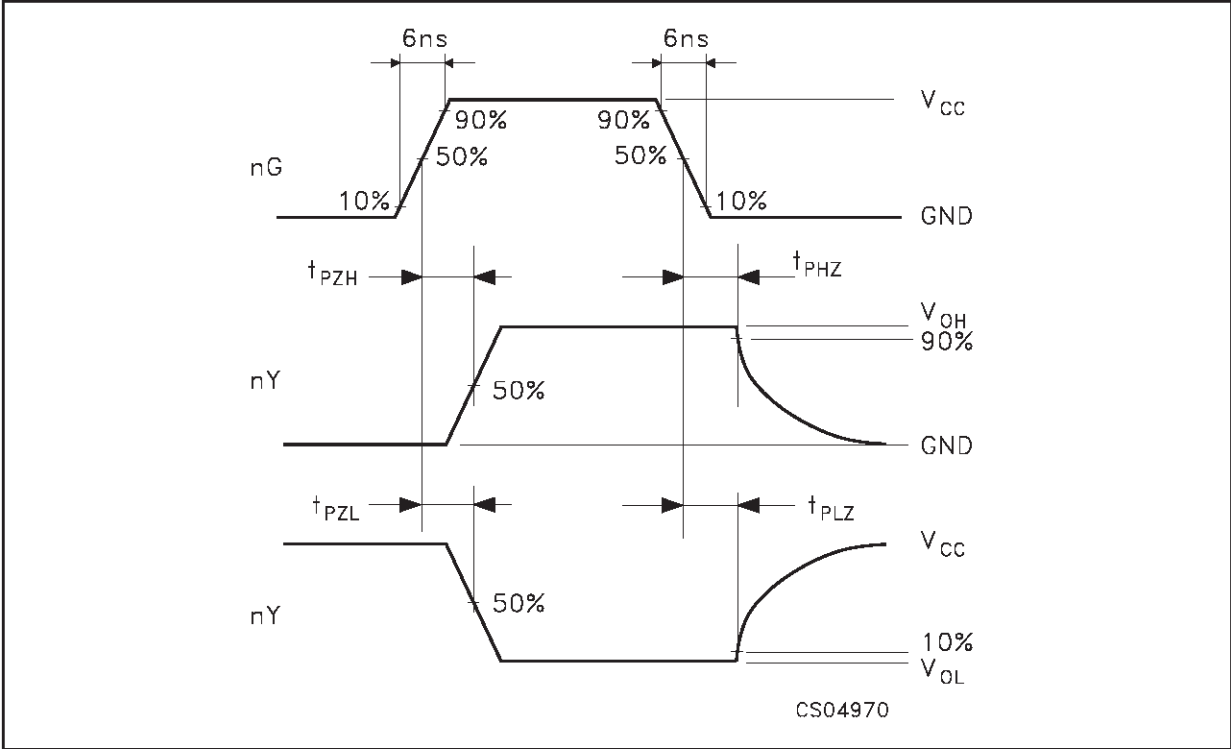 6ns 6ns
90% 90% V_CC
nG 50% 50%
10% 10% GND
t_PZH t_PHZ
V_OH
90%
nY 50%
GND
t_PZL t_PLZ
V_CC
nY 50%
10%
V_OL
CS04970